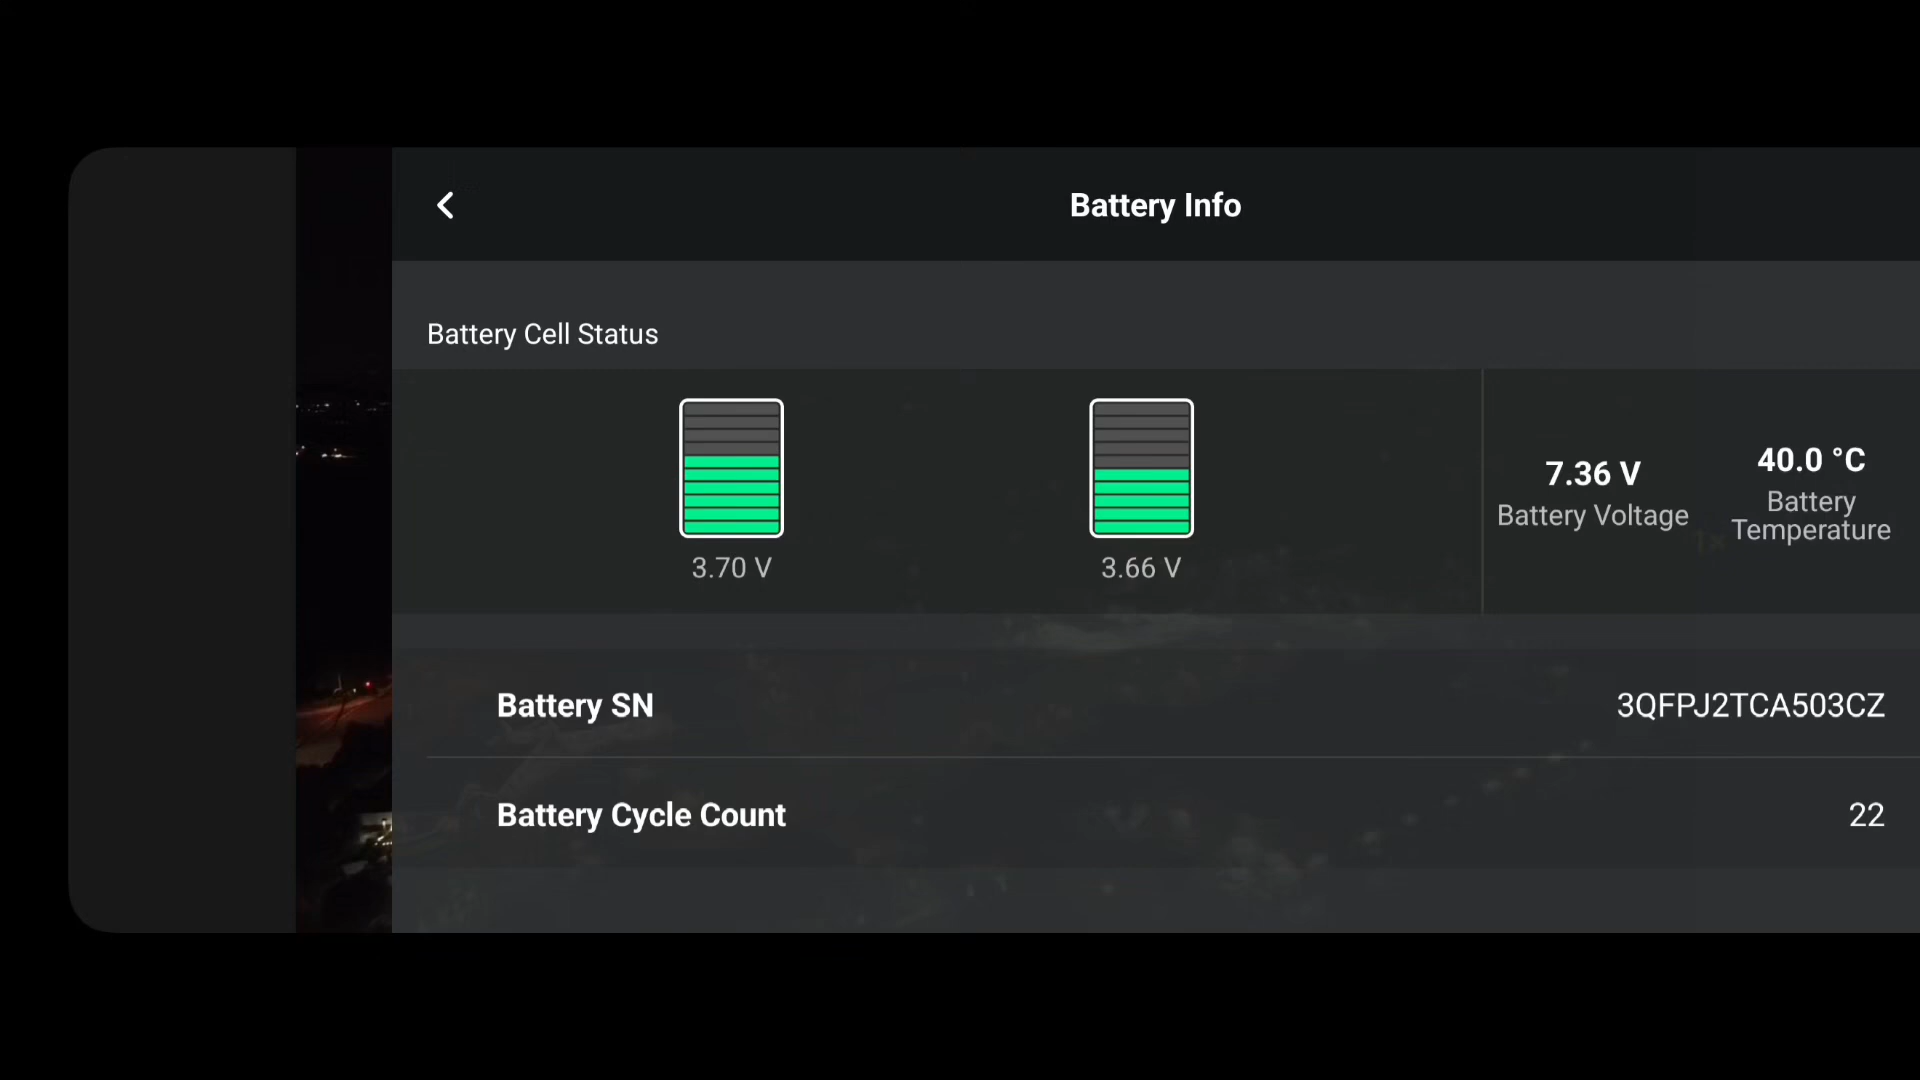 Battery Info
Battery Cell Status
3.70 V
3.66 V
7.36 V
Battery Voltage
40.0 °C
Battery
Temperature
Battery SN
3QFPJ2TCA503CZ
Battery Cycle Count
22